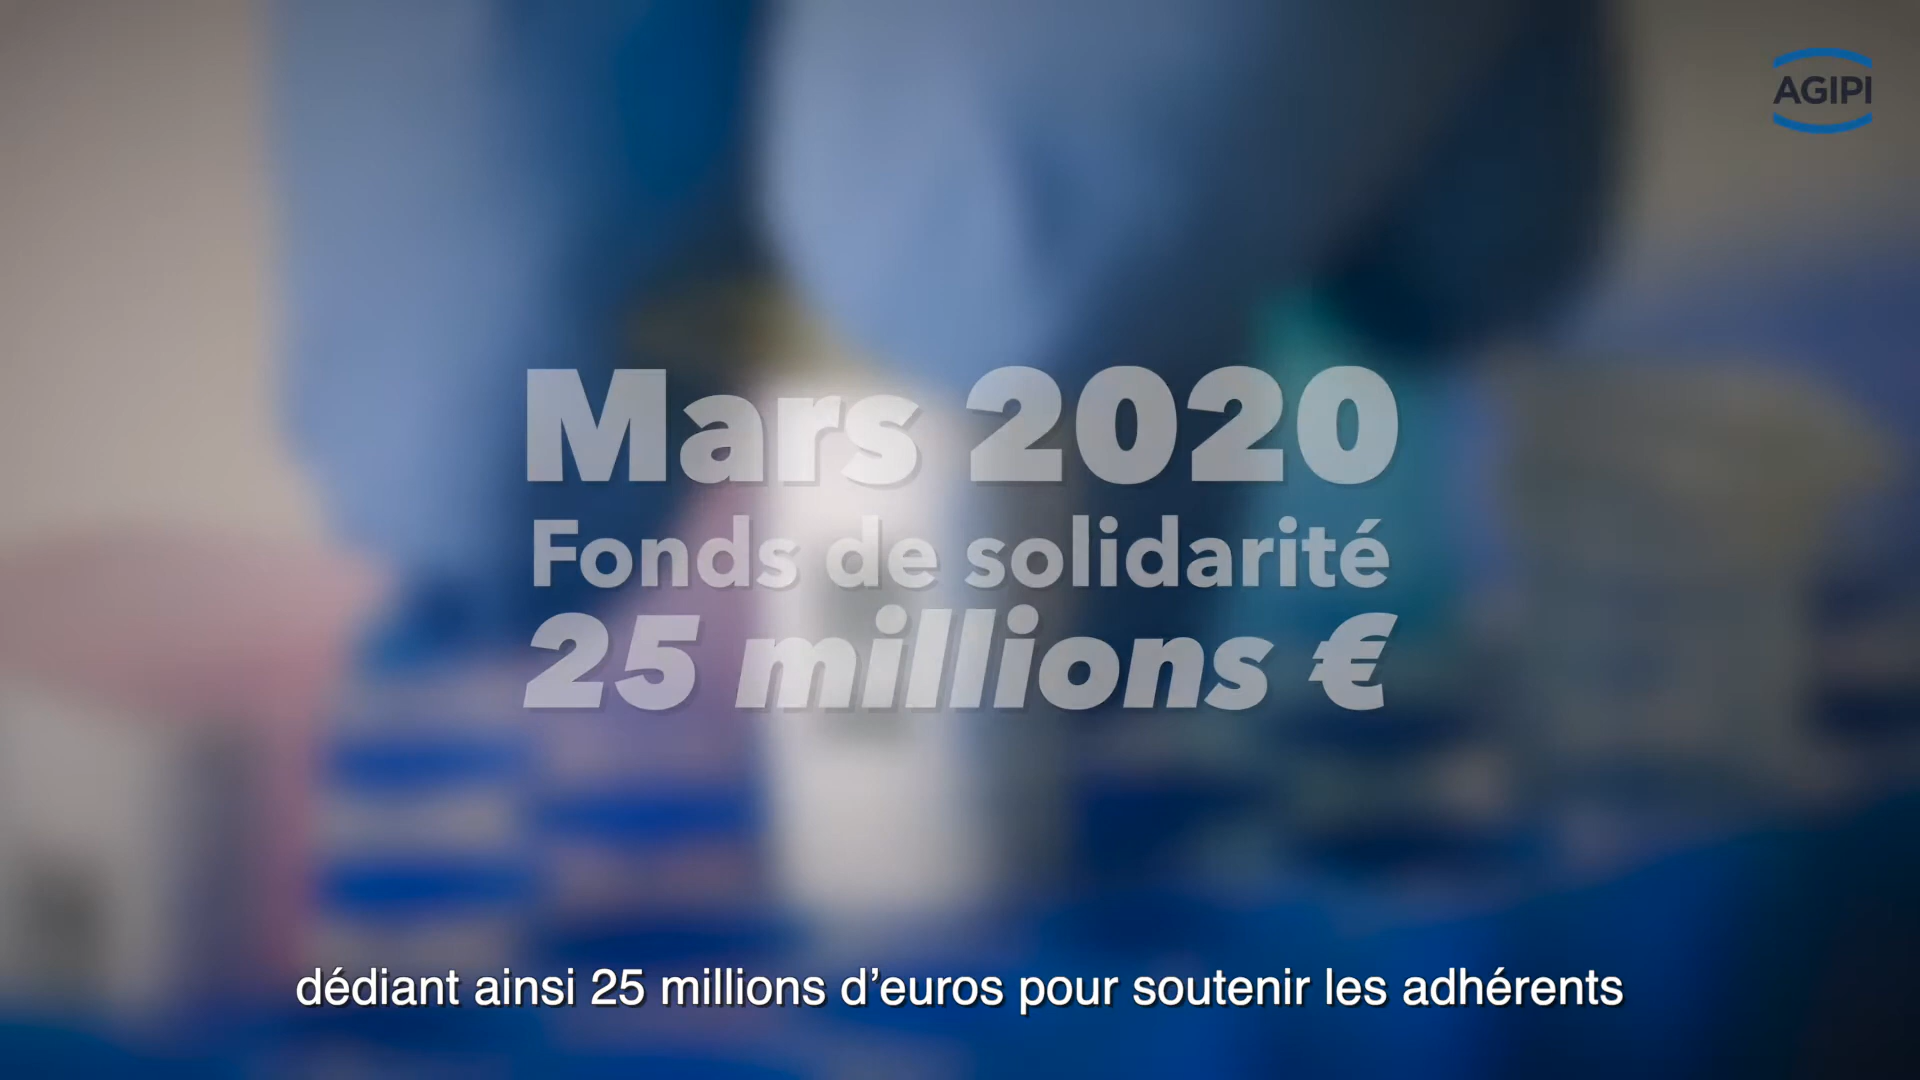 AGIPI
Mars 2020
Fonds de solidarité
25 millions €
dédiant ainsi 25 millions d’euros pour soutenir les adhérents